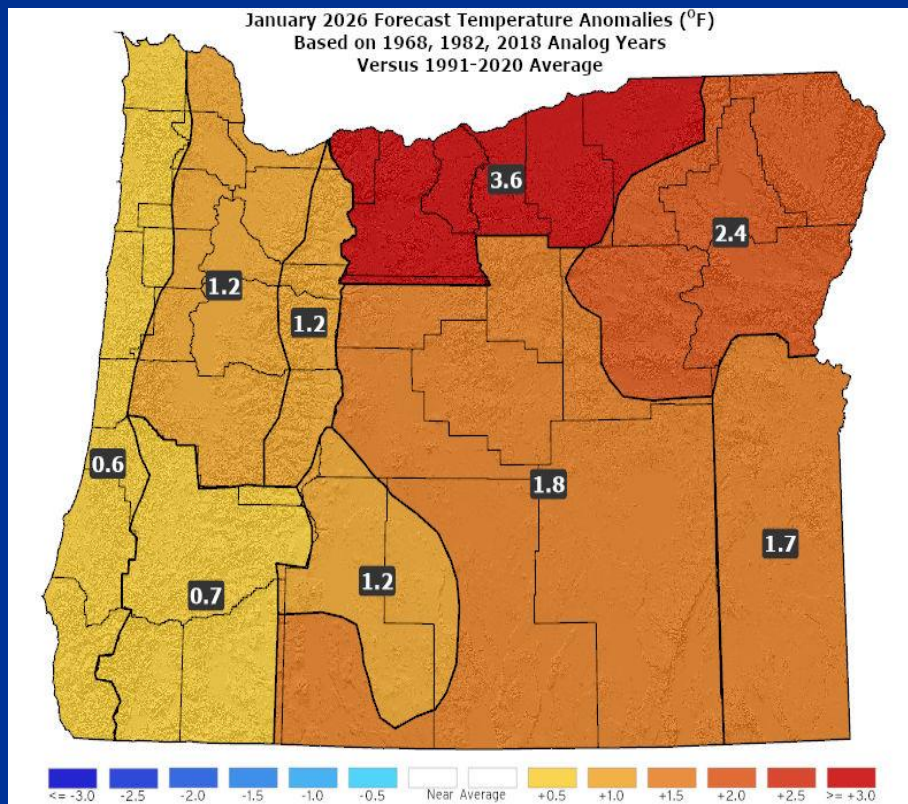 January 2026 Forecast Temperature Anomalies (⁰F)
Based on 1968, 1982, 2018 Analog Years
Versus 1991-2020 Average
3.6
2.4
1.2
1.2
0.6
1.8
1.7
1.2
0.7
<= -3.0 -2.5 -2.0 -1.5 -1.0 -0.5 Near Average +0.5 +1.0 +1.5 +2.0 +2.5 >= +3.0